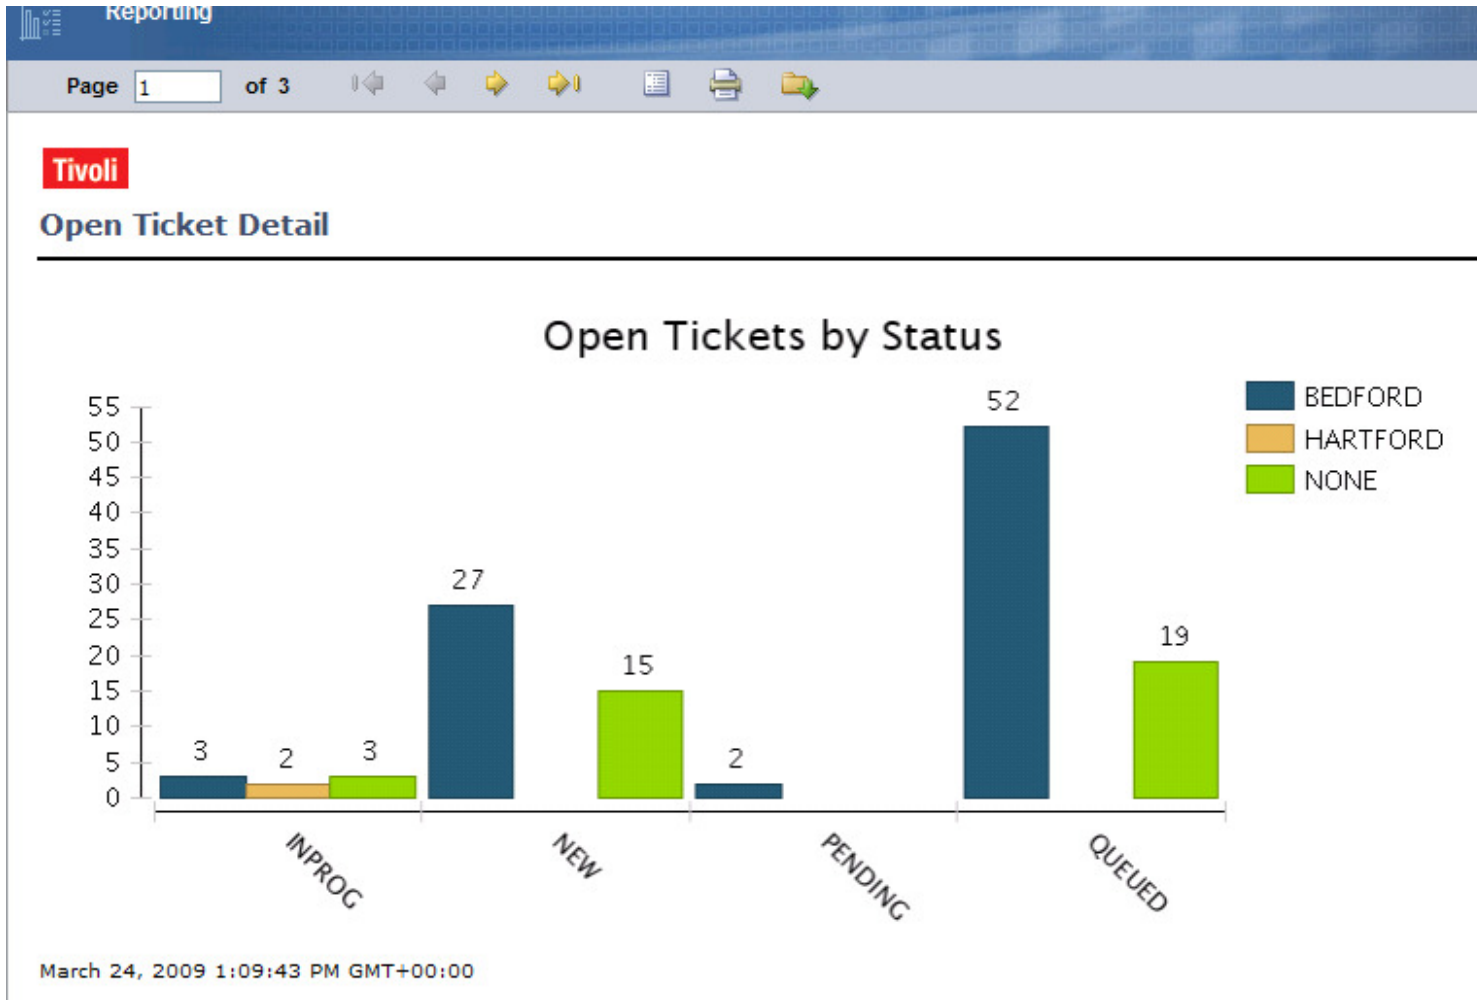 Reporting
Page 1 of 3
Tivoli
Open Ticket Detail
Open Tickets by Status
55
50
45
40
35
30
25
20
15
10
5
0
3
2
3
27
15
2
52
19
INPROG
NEW
PENDING
QUEUED
BEDFORD
HARTFORD
NONE
March 24, 2009 1:09:43 PM GMT+00:00